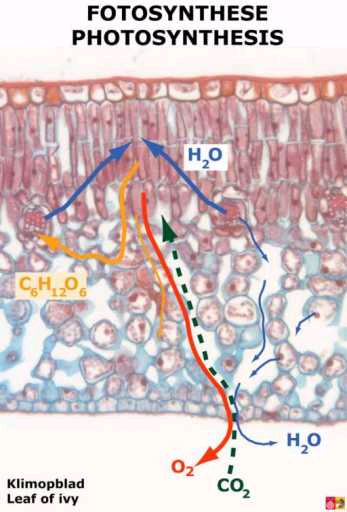 FOTOSYNTHESE
PHOTOSYNTHESIS
H₂O
C₆H₁₂O₆
H₂O
O₂
CO₂
Klimopblad
Leaf of ivy